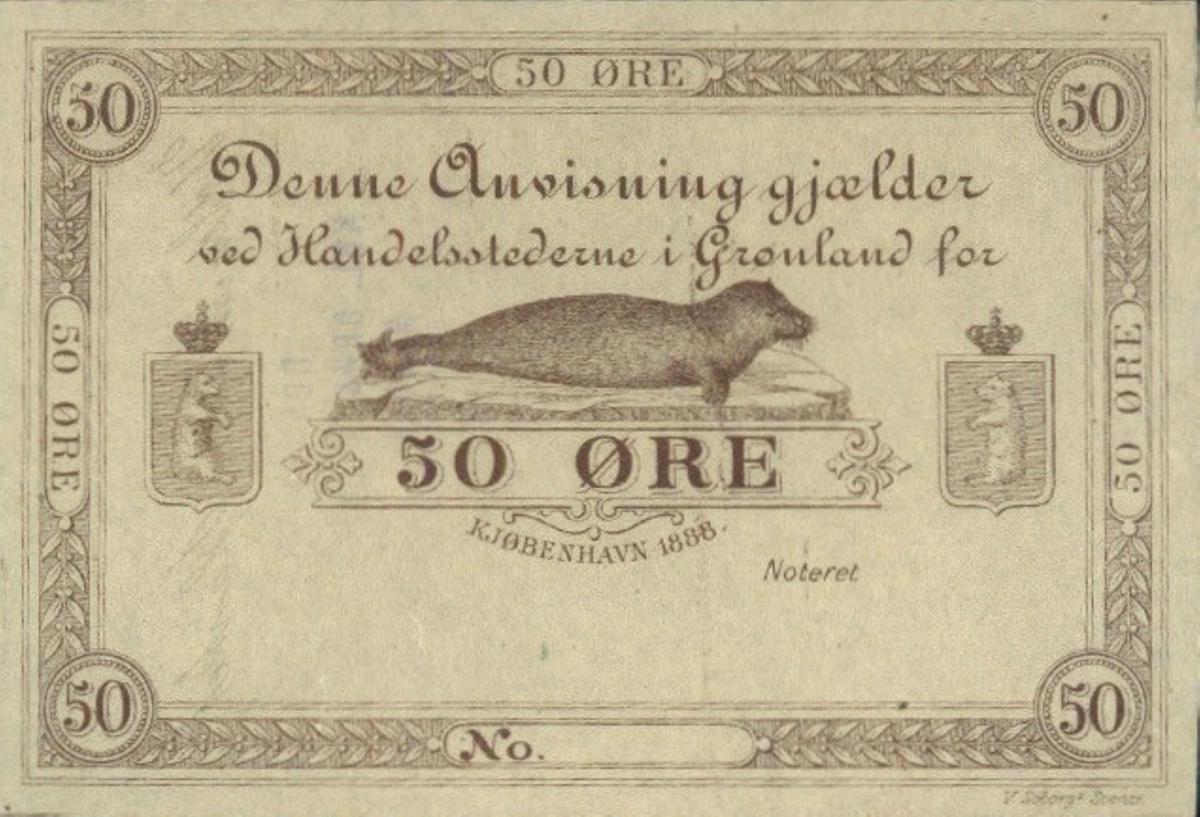 50 ØRE
50
50
Denne Anvisning gjælder
ved Handelsstederne i Grønland for
50 ØRE
50 ØRE
50 ØRE
KJØBENHAVN 1888.
Noteret
50
50
No.
V.